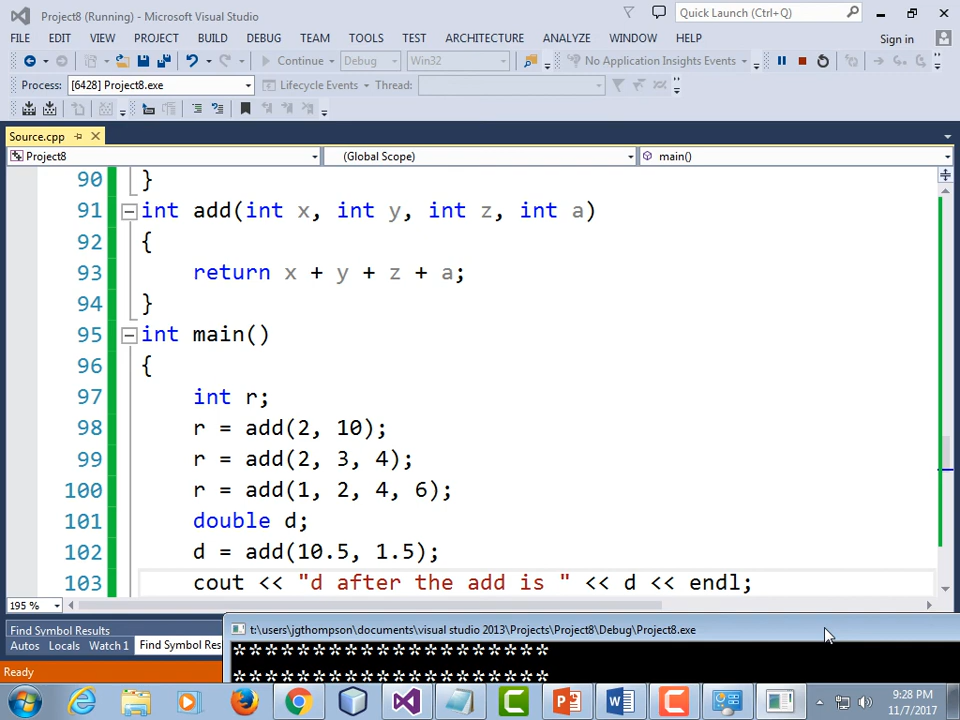 Project8 (Running) - Microsoft Visual Studio
Quick Launch (Ctrl+Q)
FILE EDIT VIEW PROJECT BUILD DEBUG TEAM TOOLS TEST ARCHITECTURE ANALYZE WINDOW HELP Sign in
Continue Debug Win32 No Application Insights Events
Process: [6428] Project8.exe Lifecycle Events Thread:
Source.cpp
Project8 (Global Scope) main()
90 }
91 int add(int x, int y, int z, int a)
92 {
93 return x + y + z + a;
94 }
95 int main()
96 {
97 int r;
98 r = add(2, 10);
99 r = add(2, 3, 4);
100 r = add(1, 2, 4, 6);
101 double d;
102 d = add(10.5, 1.5);
103 cout << "d after the add is " << d << endl;
195 %
Find Symbol Results
Autos Locals Watch 1 Find Symbol Res
t:\users\jgthompson\documents\visual studio 2013\Projects\Project8\Debug\Project8.exe
********************
********************
Ready
9:28 PM
11/7/2017